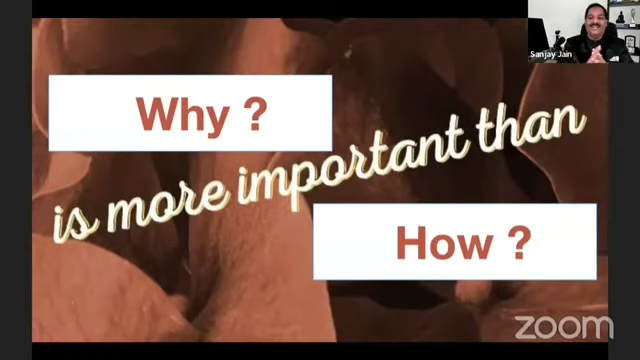 Sanjay Jain
Why ?
is more important than
How ?
zoom